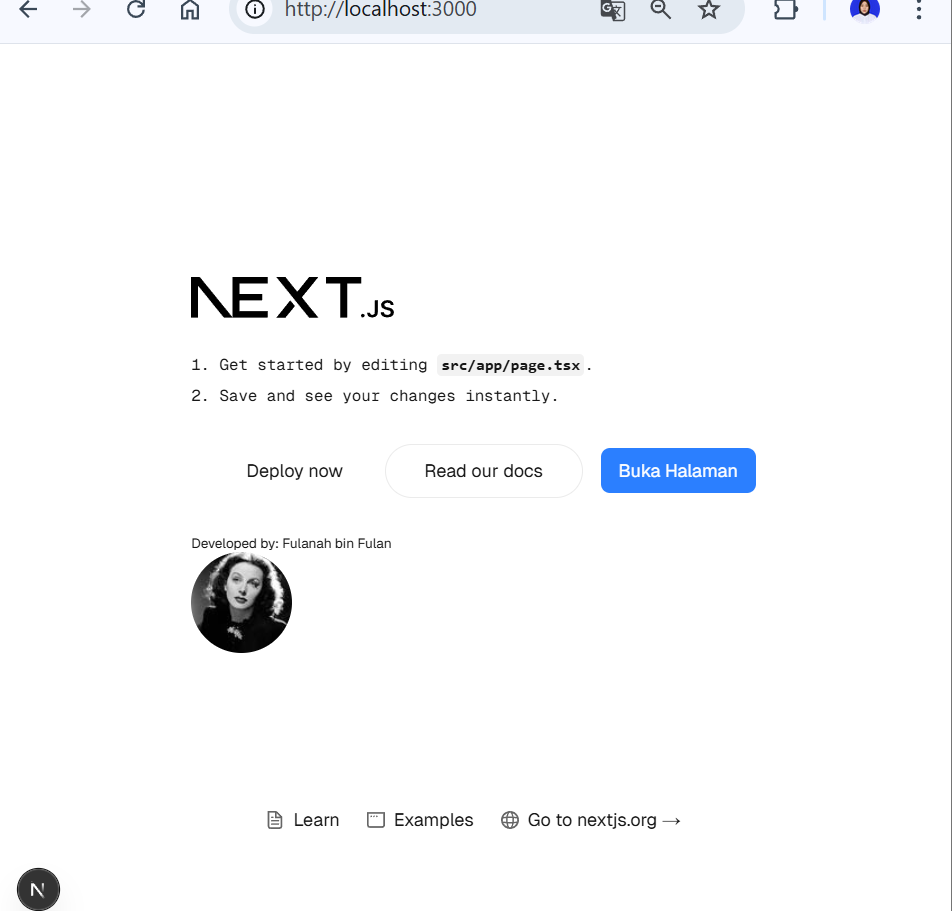 http://localhost:3000
NEXT.JS
1. Get started by editing src/app/page.tsx.
2. Save and see your changes instantly.
Deploy now
Read our docs
Buka Halaman
Developed by: Fulanah bin Fulan
Learn
Examples
Go to nextjs.org →
N